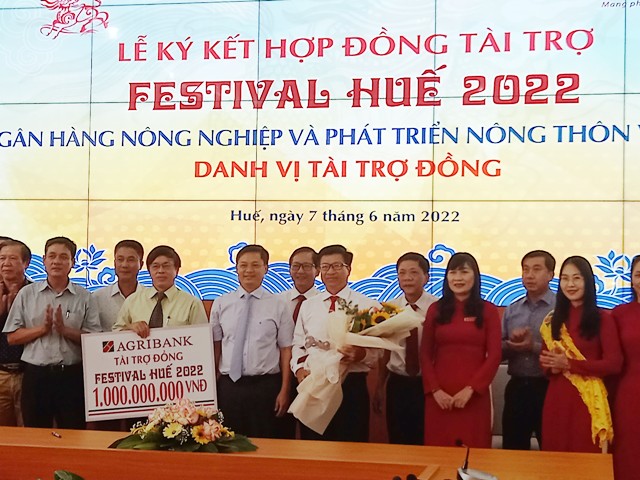 Mang ph
LỄ KÝ KẾT HỢP ĐỒNG TÀI TRỢ
FESTIVAL HUẾ 2022
GÂN HÀNG NÔNG NGHIỆP VÀ PHÁT TRIỂN NÔNG THÔN V
DANH VỊ TÀI TRỢ ĐỒNG
Huế, ngày 7 tháng 6 năm 2022
AGRIBANK
TÀI TRỢ ĐỒNG
FESTIVAL HUẾ 2022
1.000.000.000 VNĐ